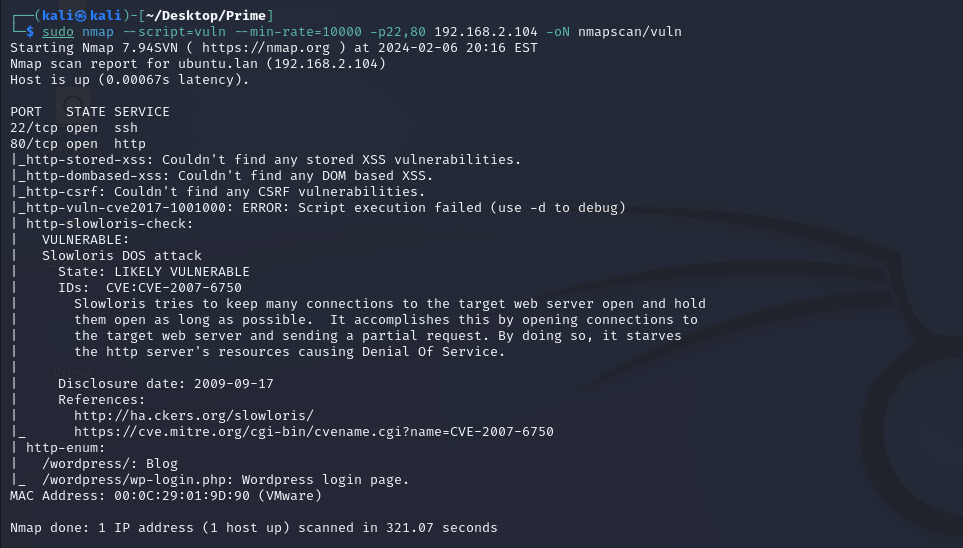 ┌──(kali㉿kali)-[~/Desktop/Prime]
└─$ sudo nmap --script=vuln --min-rate=10000 -p22,80 192.168.2.104 -oN nmapscan/vuln
Starting Nmap 7.94SVN ( https://nmap.org ) at 2024-02-06 20:16 EST
Nmap scan report for ubuntu.lan (192.168.2.104)
Host is up (0.00067s latency).

PORT   STATE SERVICE
22/tcp open  ssh
80/tcp open  http
|_http-stored-xss: Couldn't find any stored XSS vulnerabilities.
|_http-dombased-xss: Couldn't find any DOM based XSS.
|_http-csrf: Couldn't find any CSRF vulnerabilities.
|_http-vuln-cve2017-1001000: ERROR: Script execution failed (use -d to debug)
| http-slowloris-check:
|   VULNERABLE:
|   Slowloris DOS attack
|     State: LIKELY VULNERABLE
|     IDs:  CVE:CVE-2007-6750
|       Slowloris tries to keep many connections to the target web server open and hold
|       them open as long as possible.  It accomplishes this by opening connections to
|       the target web server and sending a partial request. By doing so, it starves
|       the http server's resources causing Denial Of Service.
|
|     Disclosure date: 2009-09-17
|     References:
|       http://ha.ckers.org/slowloris/
|_      https://cve.mitre.org/cgi-bin/cvename.cgi?name=CVE-2007-6750
| http-enum:
|   /wordpress/: Blog
|_  /wordpress/wp-login.php: Wordpress login page.
MAC Address: 00:0C:29:01:9D:90 (VMware)

Nmap done: 1 IP address (1 host up) scanned in 321.07 seconds
Prime